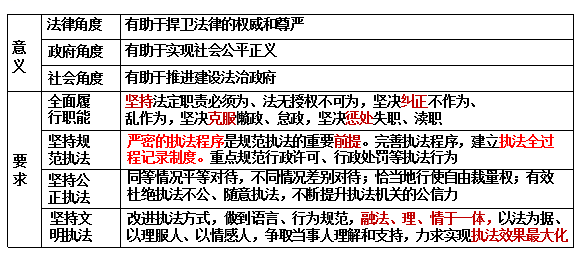 意义
法律角度 有助于捍卫法律的权威和尊严
政府角度 有助于实现社会公平正义
社会角度 有助于推进建设法治政府
要求
全面履行职能
坚持法定职责必须为、法无授权不可为，坚决纠正不作为、
乱作为，坚决克服懒政、怠政，坚决惩处失职、渎职
坚持规范执法
严密的执法程序是规范执法的重要前提。完善执法程序，建立执法全过
程记录制度。重点规范行政许可、行政处罚等执法行为
坚持公正执法
同等情况平等对待，不同情况差别对待；恰当地行使自由裁量权；有效
杜绝执法不公、随意执法，不断提升执法机关的公信力
坚持文明执法
改进执法方式，做到语言、行为规范，融法、理、情于一体，以法为据、
以理服人、以情感人，争取当事人理解和支持，力求实现执法效果最大化